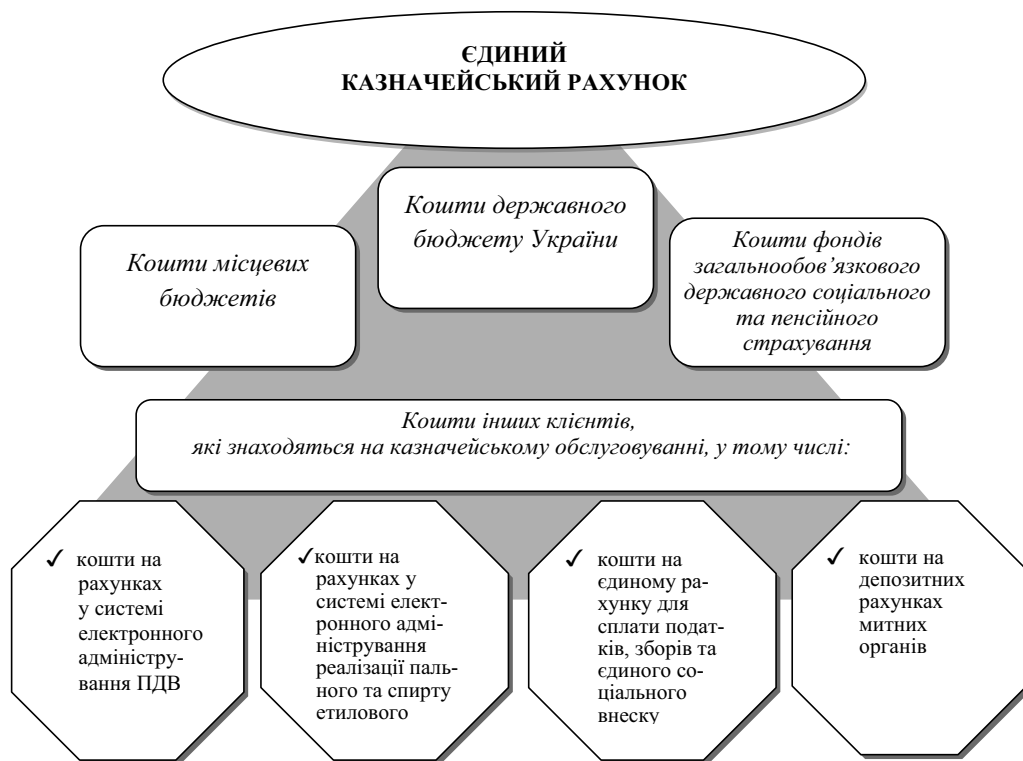 ЄДИНИЙ
КАЗНАЧЕЙСЬКИЙ РАХУНОК
Кошти місцевих
бюджетів
Кошти державного
бюджету України
Кошти фондів
загальнообов’язкового
державного соціального
та пенсійного
страхування
Кошти інших клієнтів,
які знаходяться на казначейському обслуговуванні, у тому числі:
✓ кошти на
рахунках
у системі
електронного
адміністру-
вання ПДВ
✓кошти на
рахунках у
системі елект-
ронного адмі-
ністрування
реалізації паль-
ного та спирту
етилового
✓ кошти на
єдиному ра-
хунку для
сплати подат-
ків, зборів та
єдиного со-
ціального
внеску
✓ кошти на
депозитних
рахунках
митних
органів